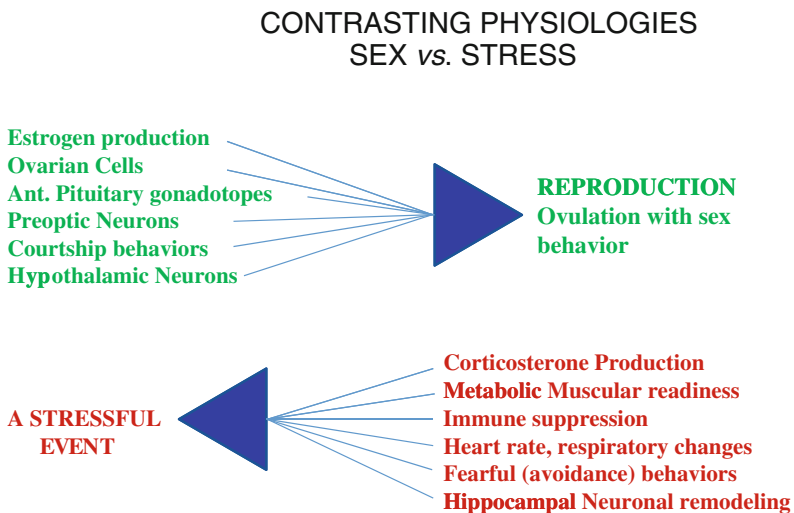 CONTRASTING PHYSIOLOGIES
SEX vs. STRESS
Estrogen production
Ovarian Cells
Ant. Pituitary gonadotopes
Preoptic Neurons
Courtship behaviors
Hypothalamic Neurons
REPRODUCTION
Ovulation with sex
behavior
A STRESSFUL
EVENT
Corticosterone Production
Metabolic Muscular readiness
Immune suppression
Heart rate, respiratory changes
Fearful (avoidance) behaviors
Hippocampal Neuronal remodeling